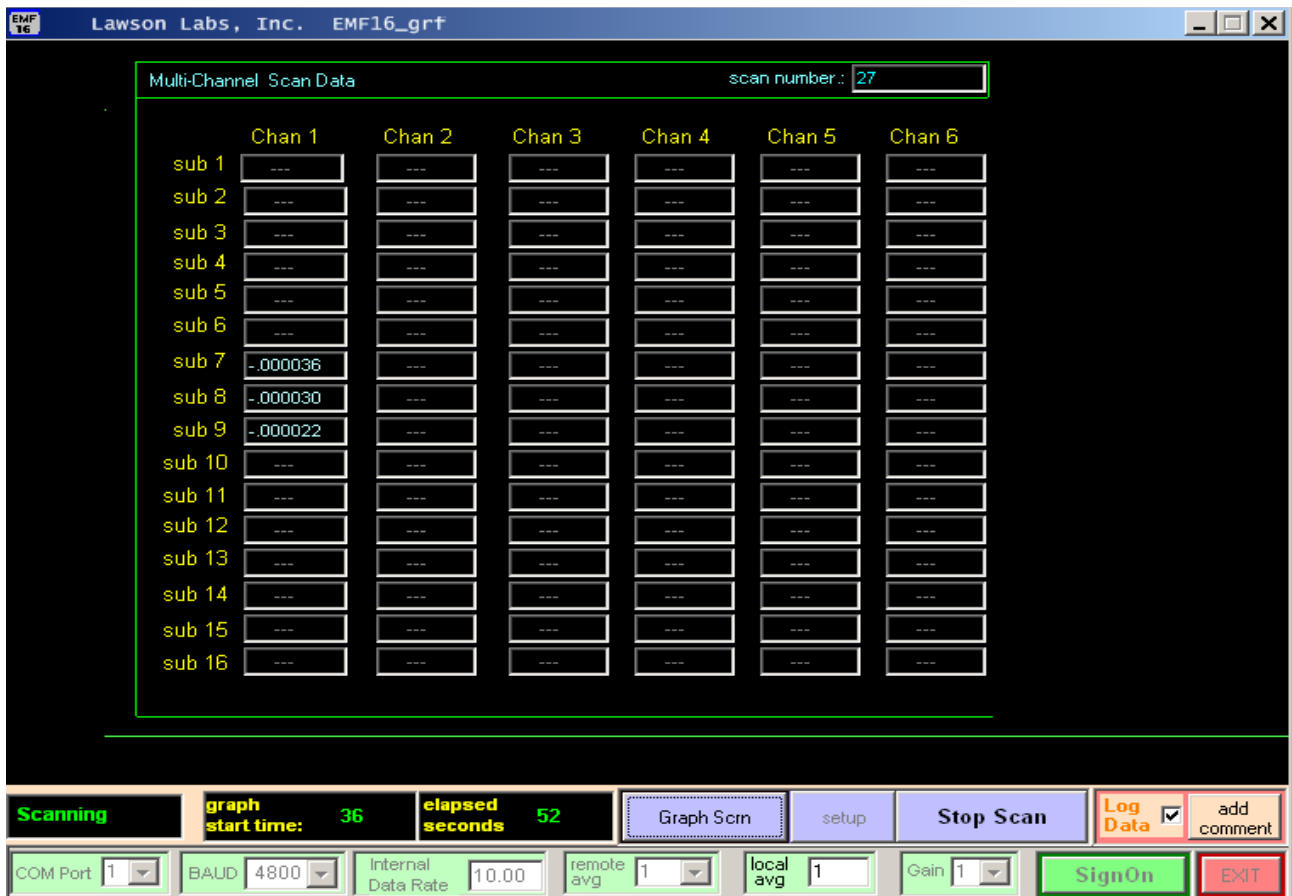 EMF 16 Lawson Labs, Inc. EMF16_grf
Multi-Channel Scan Data scan number.: 27
Chan 1 Chan 2 Chan 3 Chan 4 Chan 5 Chan 6
sub 1 --- --- --- --- --- ---
sub 2 --- --- --- --- --- ---
sub 3 --- --- --- --- --- ---
sub 4 --- --- --- --- --- ---
sub 5 --- --- --- --- --- ---
sub 6 --- --- --- --- --- ---
sub 7 -.000036 --- --- --- --- ---
sub 8 -.000030 --- --- --- --- ---
sub 9 -.000022 --- --- --- --- ---
sub 10 --- --- --- --- --- ---
sub 11 --- --- --- --- --- ---
sub 12 --- --- --- --- --- ---
sub 13 --- --- --- --- --- ---
sub 14 --- --- --- --- --- ---
sub 15 --- --- --- --- --- ---
sub 16 --- --- --- --- --- ---
Scanning
graph
start time: 36
elapsed
seconds 52
Graph Scrn
setup
Stop Scan
Log
Data
add
comment
COM Port 1
BAUD 4800
Internal
Data Rate 10.00
remote
avg 1
local
avg 1
Gain 1
SignOn
EXIT